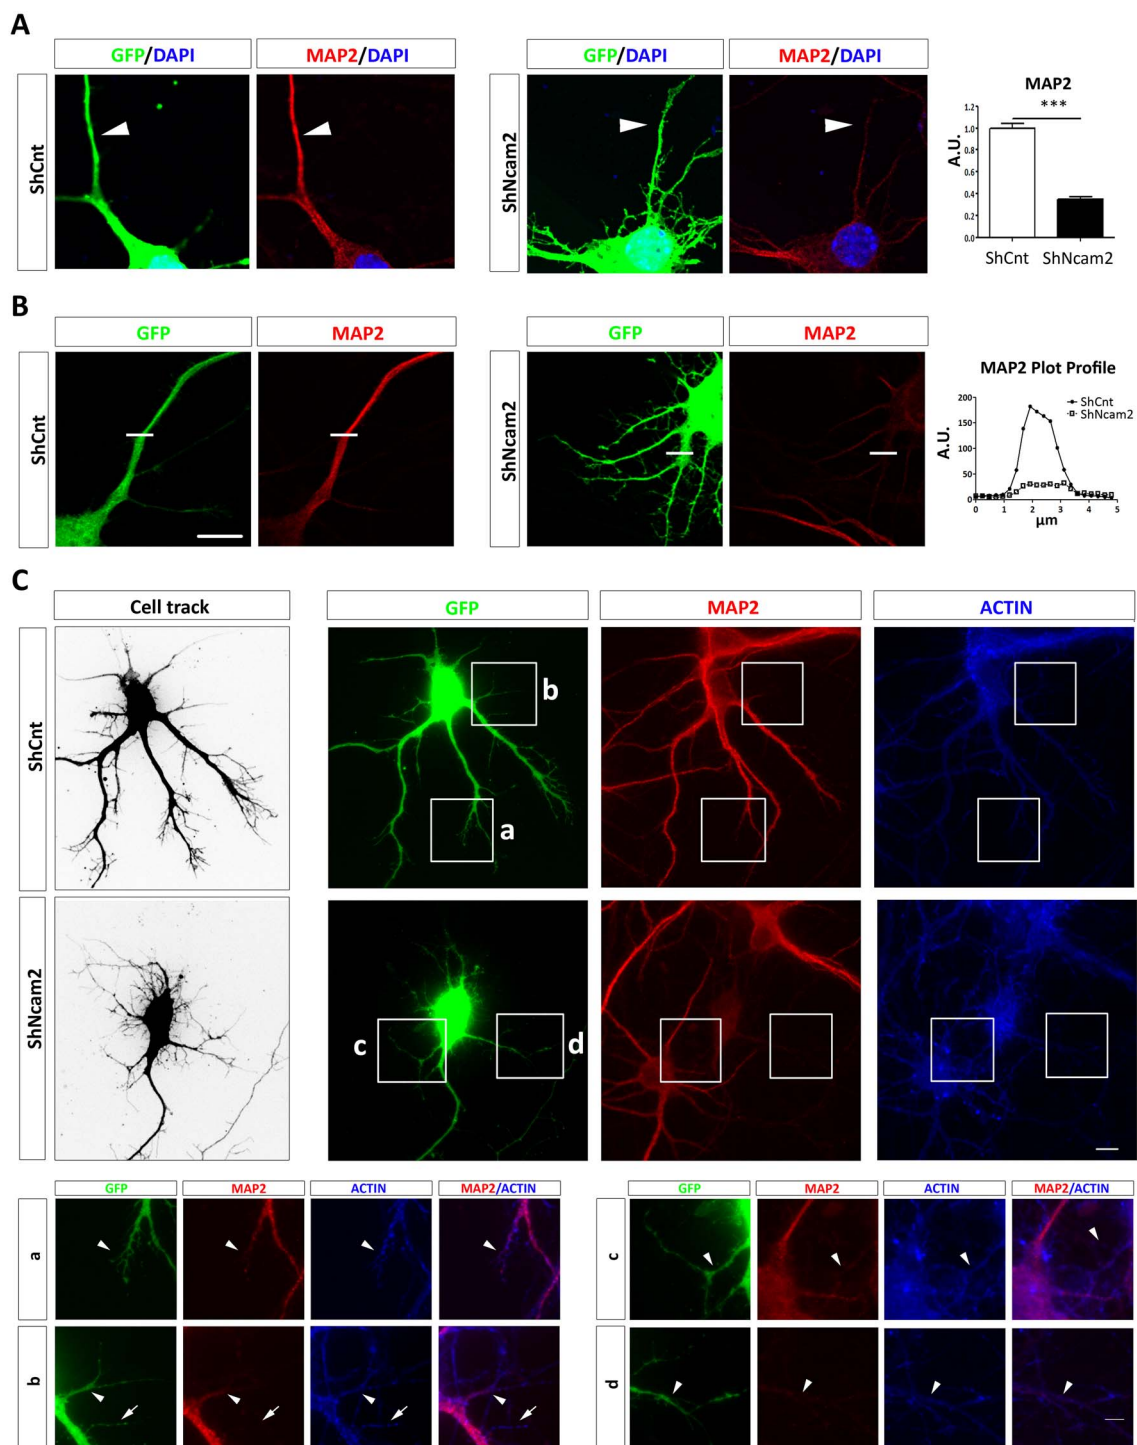 A
GFP/DAPI
MAP2/DAPI
GFP/DAPI
MAP2/DAPI
ShCnt
ShNcam2
MAP2
***
A.U.
1.2
1.0
0.8
0.6
0.4
0.2
0.0
ShCnt
ShNcam2
B
GFP
MAP2
GFP
MAP2
ShCnt
ShNcam2
MAP2 Plot Profile
ShCnt
ShNcam2
A.U.
200
150
100
50
0
0
1
2
3
4
5
µm
C
Cell track
GFP
MAP2
ACTIN
ShCnt
b
a
ShNcam2
c
d
GFP
MAP2
ACTIN
MAP2/ACTIN
GFP
MAP2
ACTIN
MAP2/ACTIN
a
c
b
d